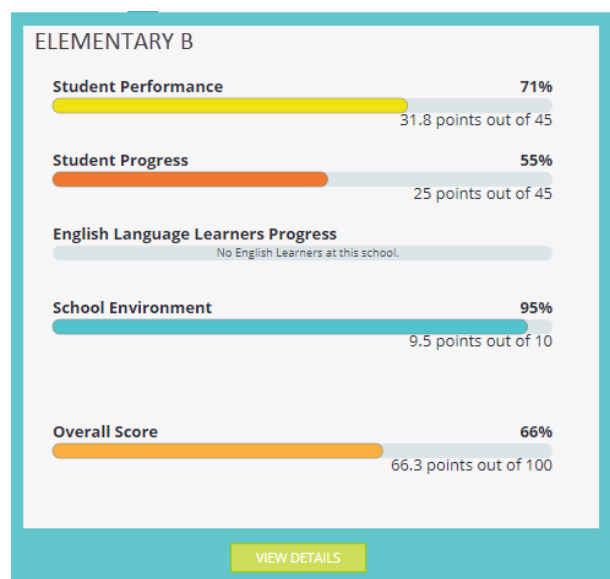 ELEMENTARY B
Student Performance 71%
31.8 points out of 45
Student Progress 55%
25 points out of 45
English Language Learners Progress
No English Learners at this school.
School Environment 95%
9.5 points out of 10
Overall Score 66%
66.3 points out of 100
VIEW DETAILS